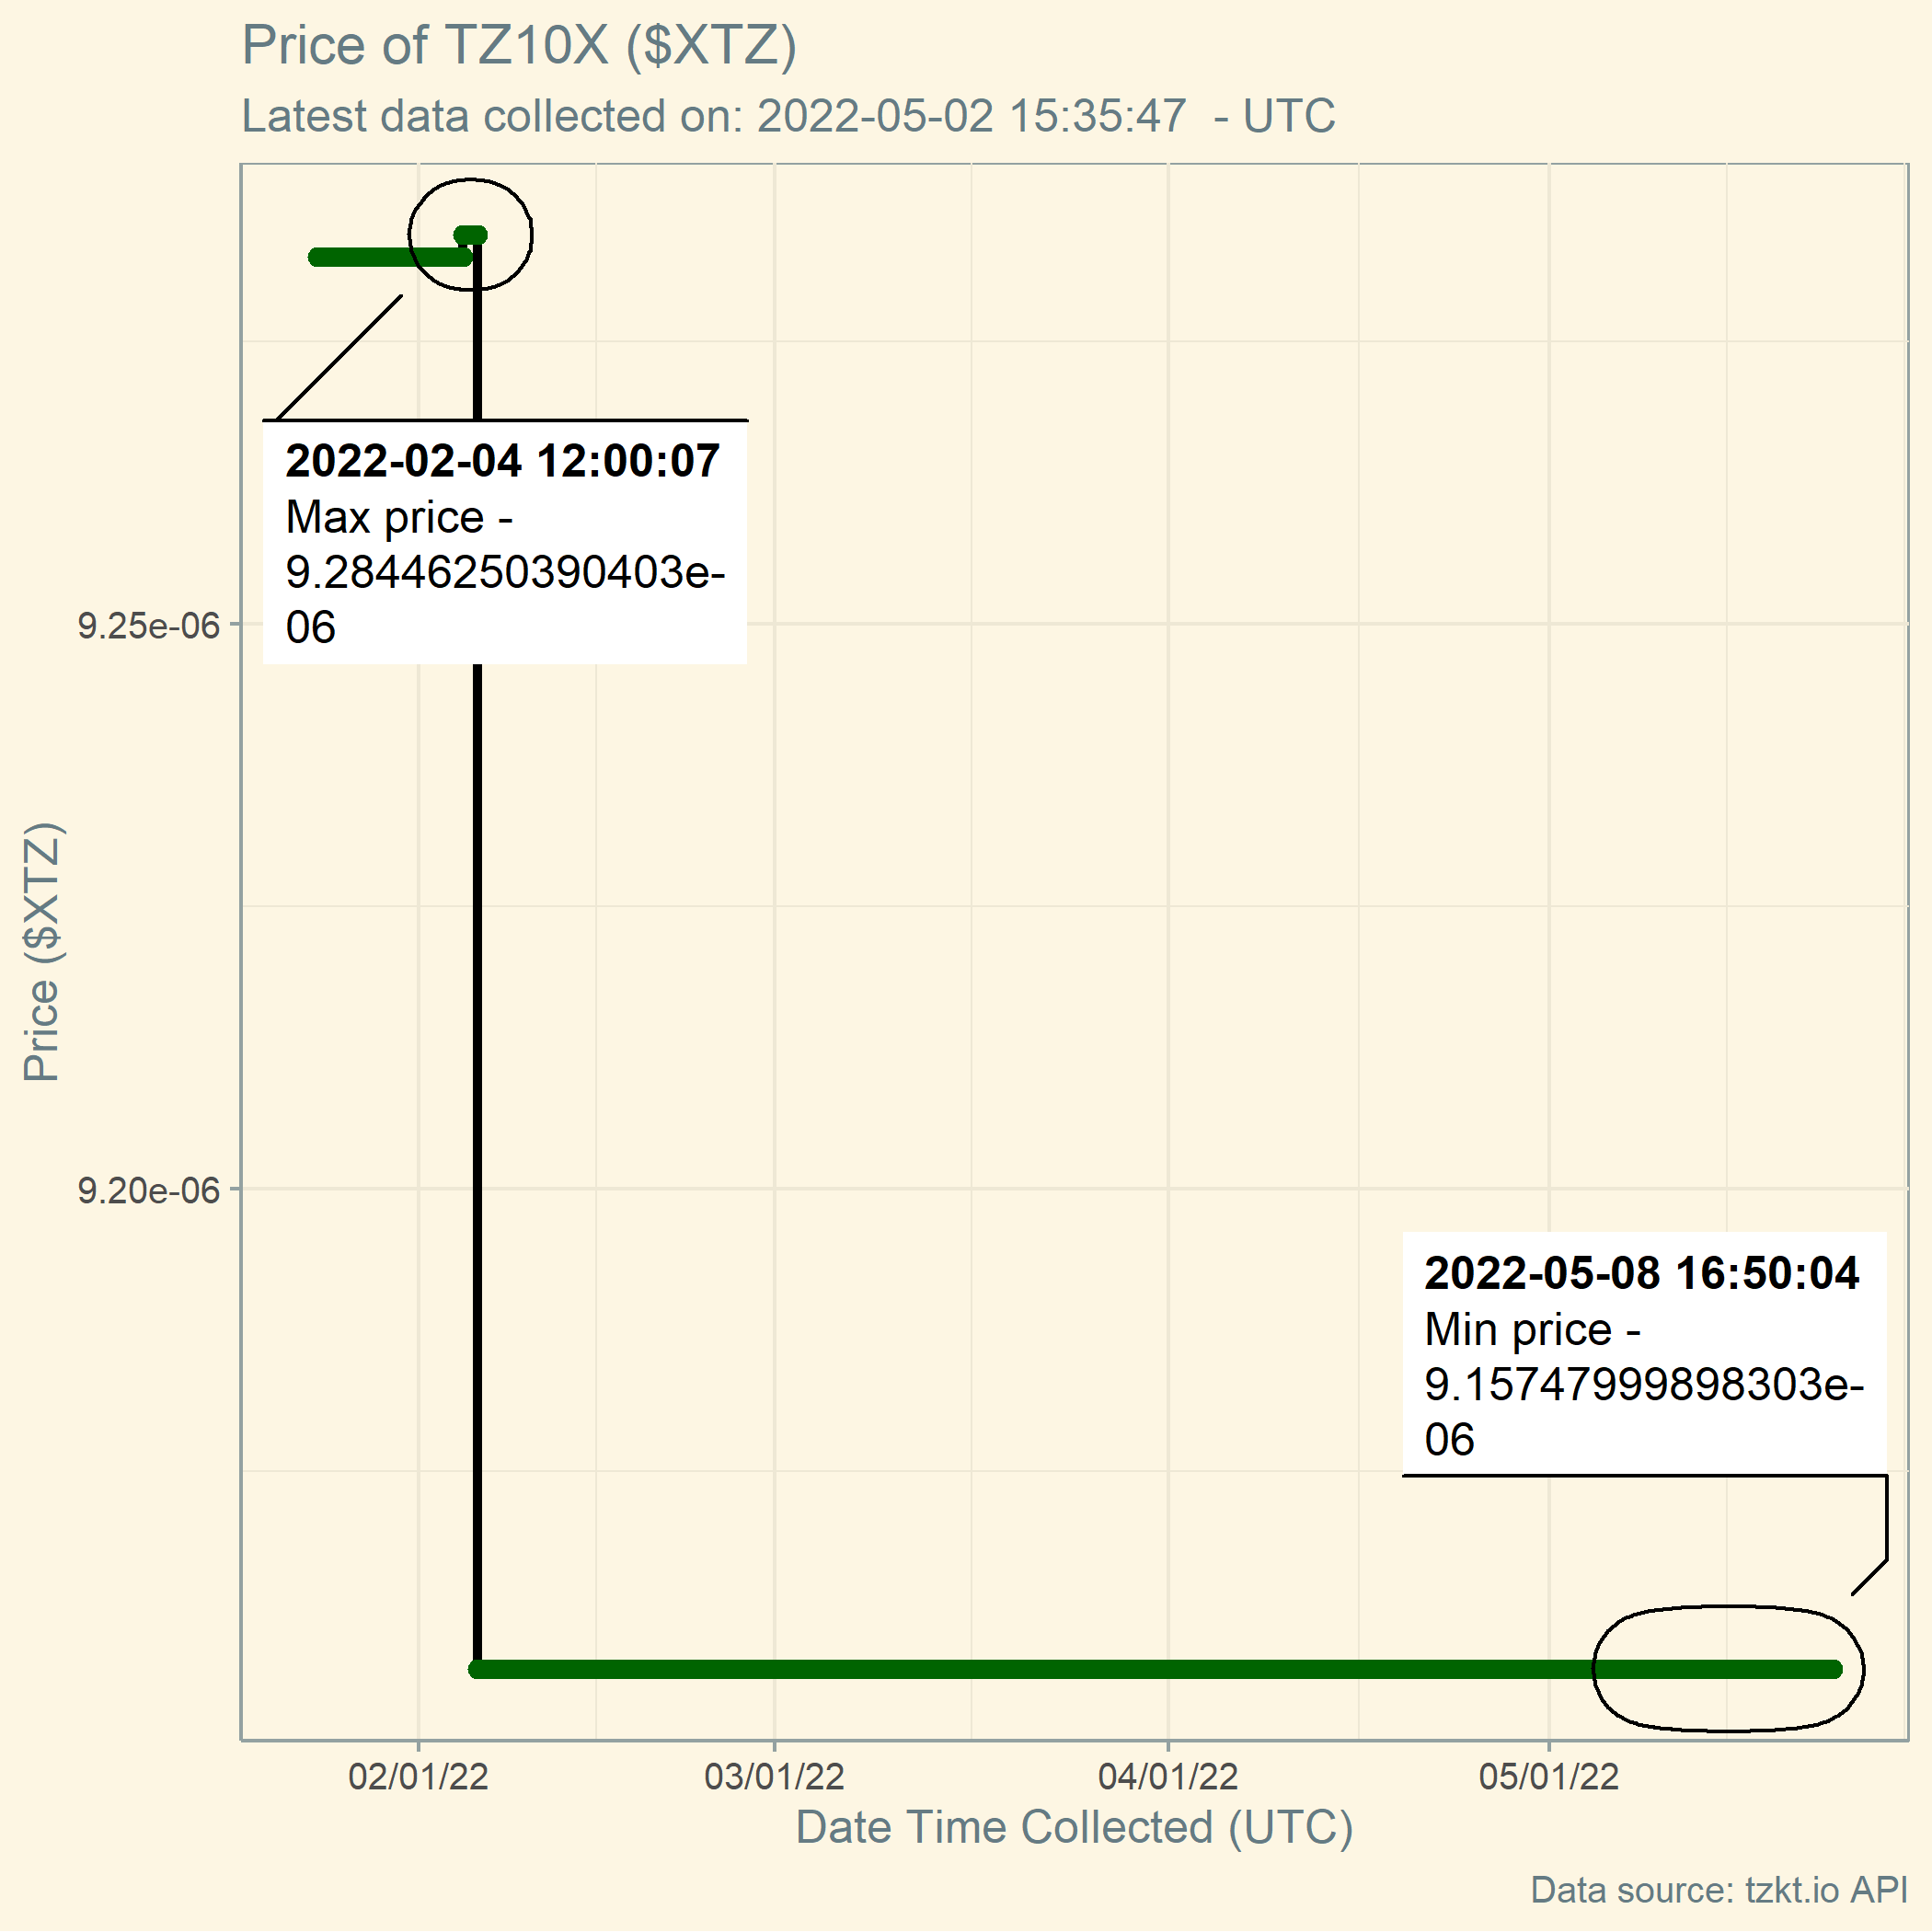 Price of TZ10X ($XTZ)
Latest data collected on: 2022-05-02 15:35:47  - UTC
2022-02-04 12:00:07
Max price -
9.28446250390403e-
06
9.25e-06
Price ($XTZ)
9.20e-06
2022-05-08 16:50:04
Min price -
9.15747999898303e-
06
02/01/22
03/01/22
04/01/22
05/01/22
Date Time Collected (UTC)
Data source: tzkt.io API